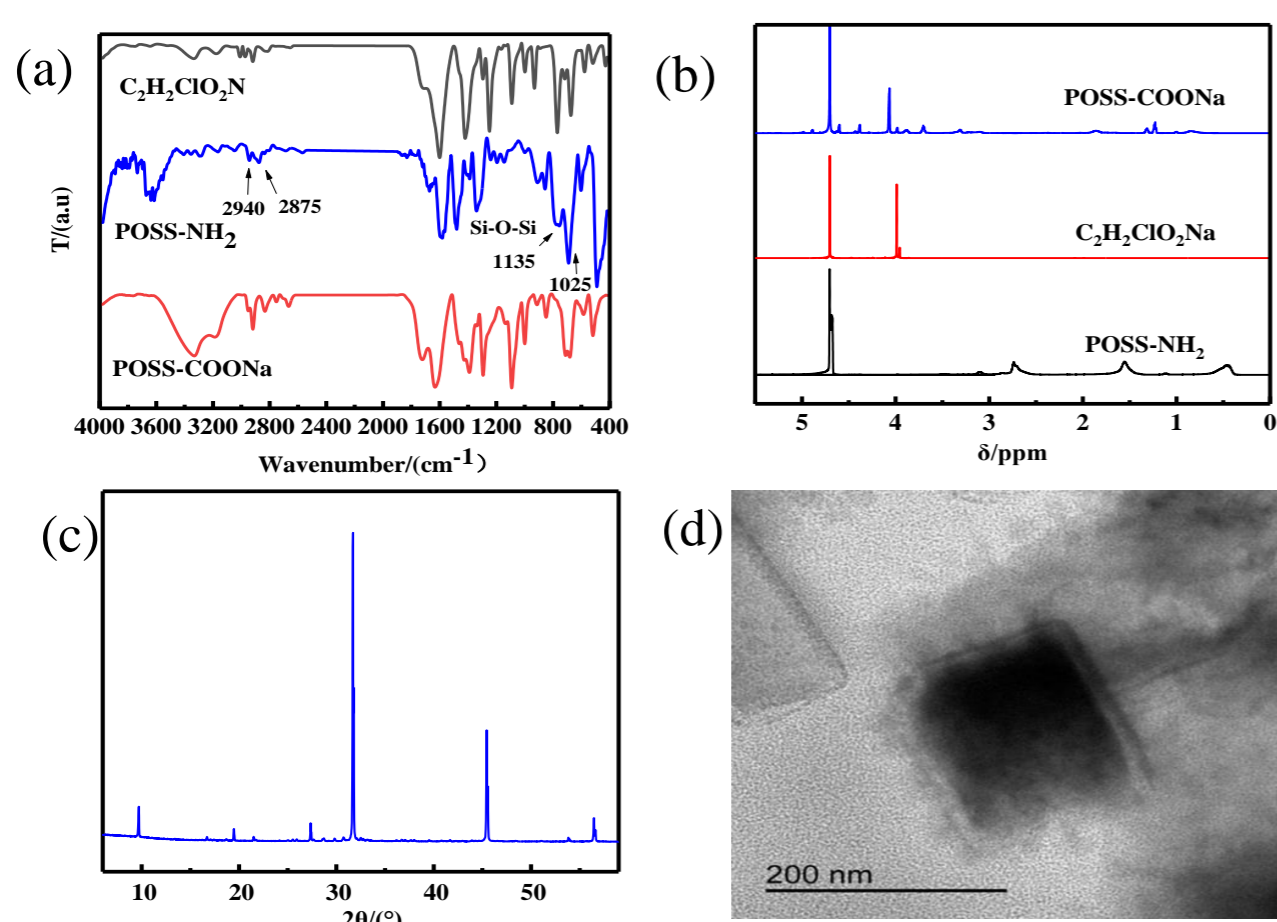 (a)
C₂H₂ClO₂N
POSS-NH₂
2940
2875
Si-O-Si
1135
1025
POSS-COONa
T/(a.u)
4000 3600 3200 2800 2400 2000 1600 1200 800 400
Wavenumber/(cm⁻¹）
(b)
POSS-COONa
C₂H₂ClO₂Na
POSS-NH₂
5 4 3 2 1 0
δ/ppm
(c)
10 20 30 40 50
2θ/(°)
(d)
200 nm